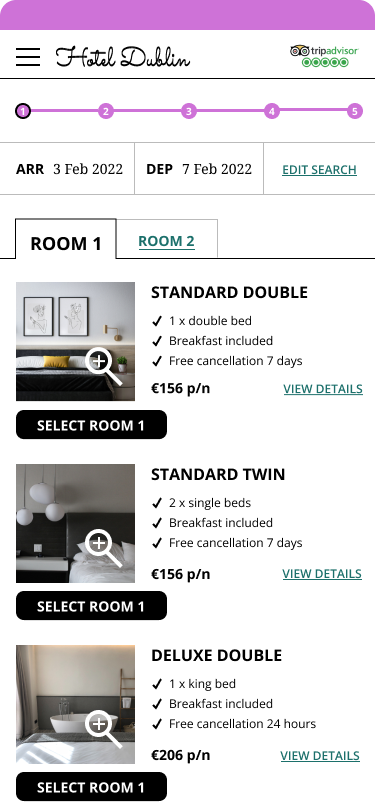 Hotel Dublin
tripadvisor
1 2 3 4 5
ARR 3 Feb 2022 DEP 7 Feb 2022 EDIT SEARCH
ROOM 1 ROOM 2
STANDARD DOUBLE
1 x double bed
Breakfast included
Free cancellation 7 days
€156 p/n VIEW DETAILS
SELECT ROOM 1
STANDARD TWIN
2 x single beds
Breakfast included
Free cancellation 7 days
€156 p/n VIEW DETAILS
SELECT ROOM 1
DELUXE DOUBLE
1 x king bed
Breakfast included
Free cancellation 24 hours
€206 p/n VIEW DETAILS
SELECT ROOM 1